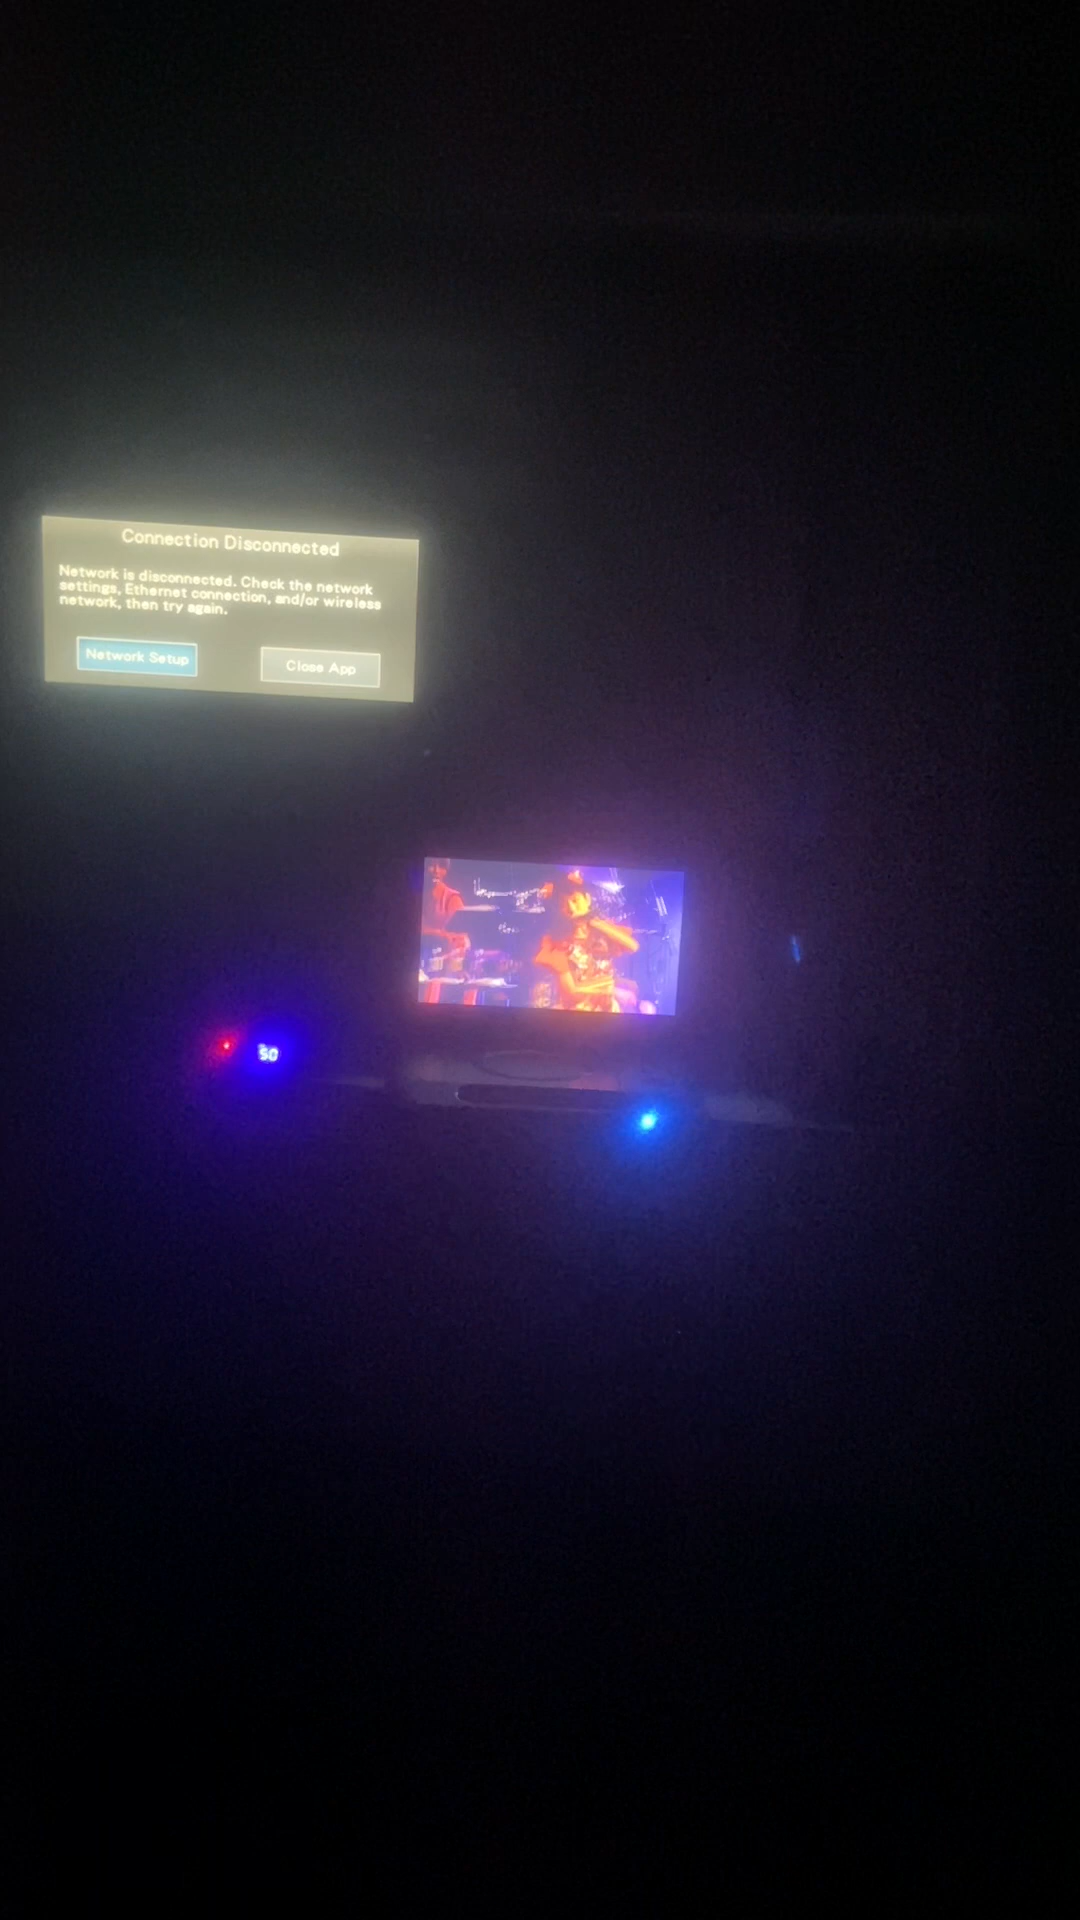 Connection Disconnected
Network is disconnected. Check the network
settings, Ethernet connection, and/or wireless
network, then try again.
Network Setup
Close App
50